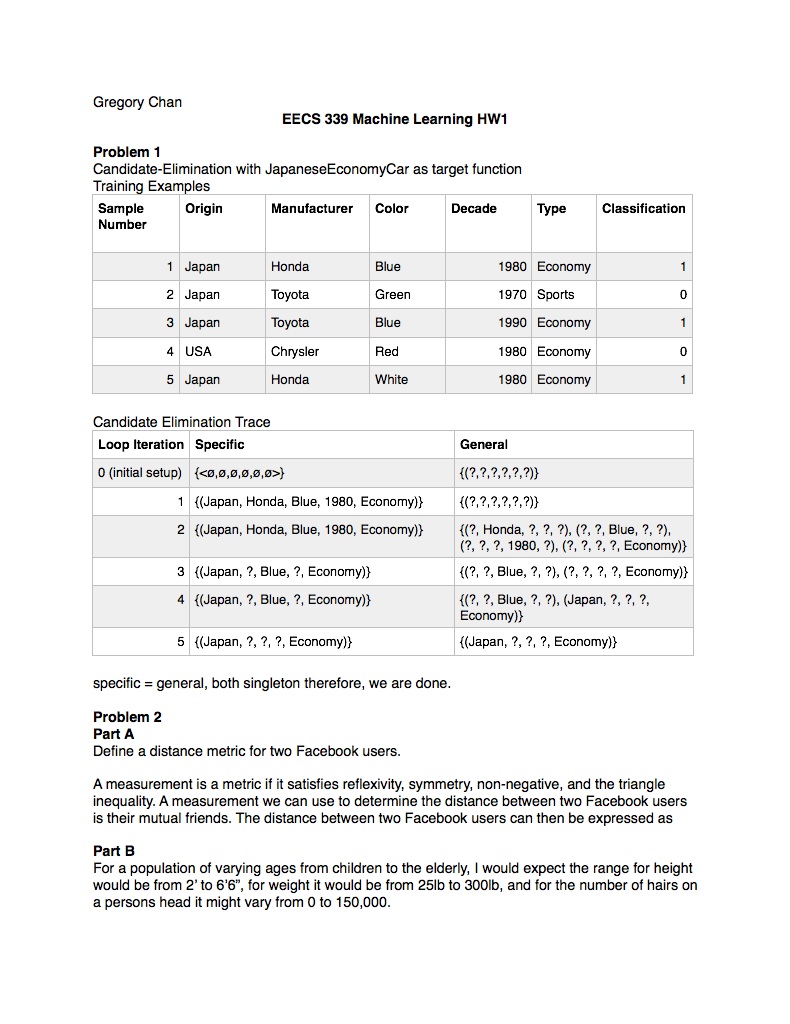 Gregory Chan
EECS 339 Machine Learning HW1
Problem 1
Candidate-Elimination with JapaneseEconomyCar as target function
Training Examples
Sample Number Origin Manufacturer Color Decade Type Classification
1 Japan Honda Blue 1980 Economy 1
2 Japan Toyota Green 1970 Sports 0
3 Japan Toyota Blue 1990 Economy 1
4 USA Chrysler Red 1980 Economy 0
5 Japan Honda White 1980 Economy 1
Candidate Elimination Trace
Loop Iteration Specific General
0 (initial setup) {<ø,ø,ø,ø,ø,ø>} {(?,?,?,?,?,?)}
1 {(Japan, Honda, Blue, 1980, Economy)} {(?,?,?,?,?,?)}
2 {(Japan, Honda, Blue, 1980, Economy)} {(?, Honda, ?, ?, ?), (?, ?, Blue, ?, ?),
(?, ?, ?, 1980, ?), (?, ?, ?, ?, Economy)}
3 {(Japan, ?, Blue, ?, Economy)} {(?, ?, Blue, ?, ?), (?, ?, ?, ?, Economy)}
4 {(Japan, ?, Blue, ?, Economy)} {(?, ?, Blue, ?, ?), (Japan, ?, ?, ?,
Economy)}
5 {(Japan, ?, ?, ?, Economy)} {(Japan, ?, ?, ?, Economy)}
specific = general, both singleton therefore, we are done.
Problem 2
Part A
Define a distance metric for two Facebook users.
A measurement is a metric if it satisfies reflexivity, symmetry, non-negative, and the triangle
inequality. A measurement we can use to determine the distance between two Facebook users
is their mutual friends. The distance between two Facebook users can then be expressed as
Part B
For a population of varying ages from children to the elderly, I would expect the range for height
would be from 2' to 6'6", for weight it would be from 25lb to 300lb, and for the number of hairs on
a persons head it might vary from 0 to 150,000.